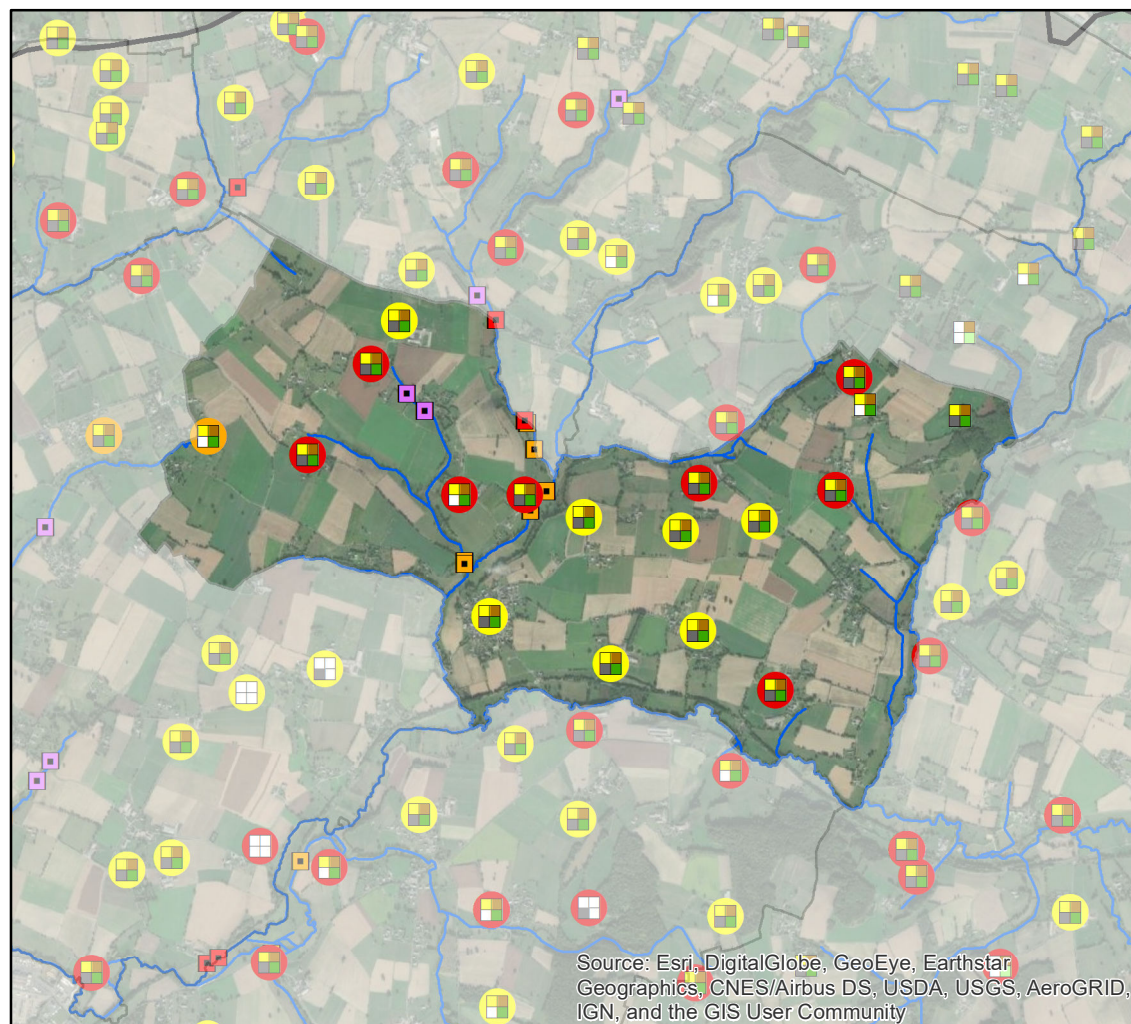 Source: Esri, DigitalGlobe, GeoEye, Earthstar
Geographics, CNES/Airbus DS, USDA, USGS, AeroGRID,
IGN, and the GIS User Community